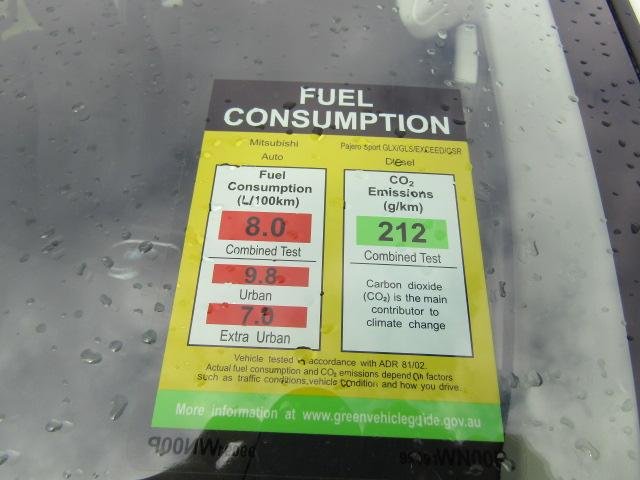 FUEL
CONSUMPTION
Mitsubishi
Pajero Sport GLX/GLS/EXCEED/GSR
Auto
Diesel
Fuel
Consumption
(L/100km)
8.0
Combined Test
9.8
Urban
7.0
Extra Urban
CO₂
Emissions
(g/km)
212
Combined Test
Carbon dioxide
(CO₂) is the main
contributor to
climate change
Vehicle tested in accordance with ADR 81/02.
Actual fuel consumption and CO₂ emissions depend on factors
such as traffic conditions, vehicle condition and how you drive.
More information at www.greenvehicleguide.gov.au